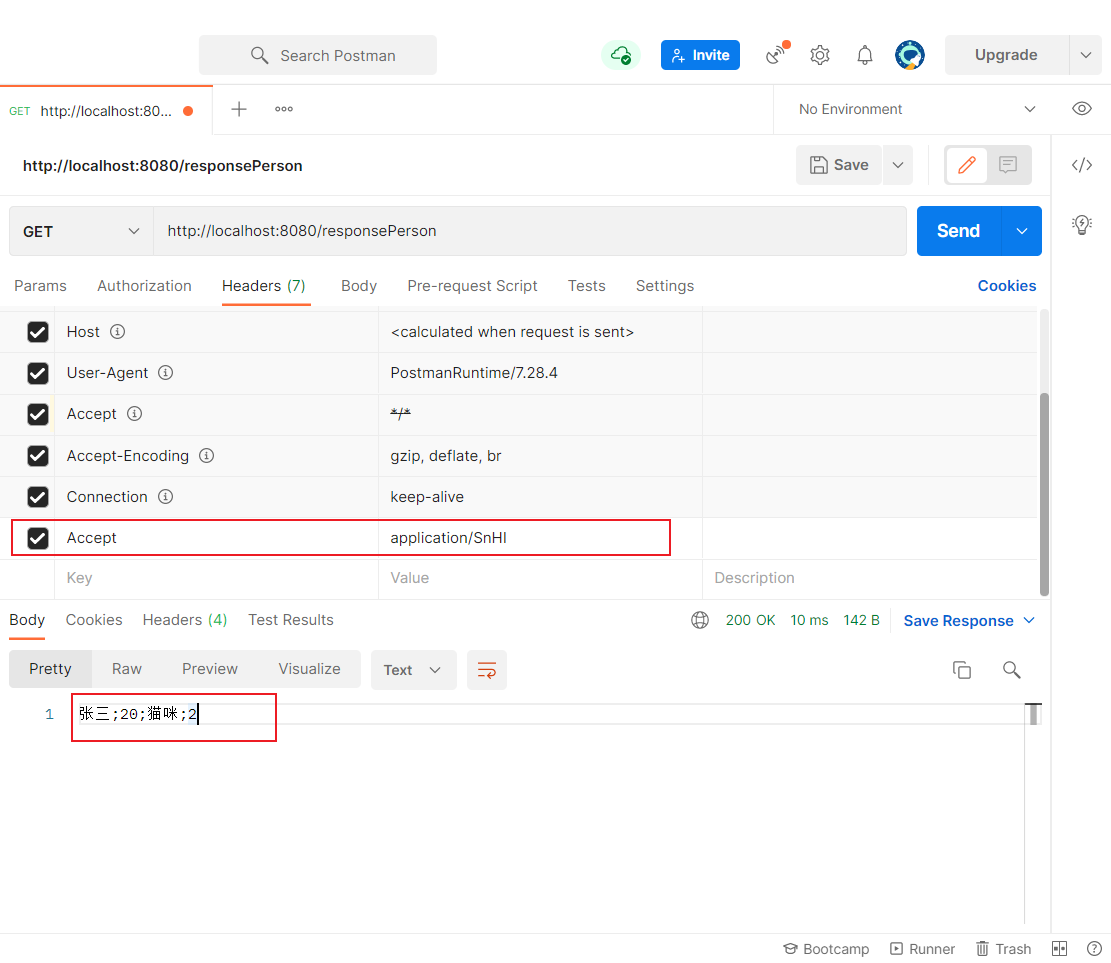 Search Postman
Invite
Upgrade
GET http://localhost:80...
No Environment
http://localhost:8080/responsePerson
Save
GET
http://localhost:8080/responsePerson
Send
Params Authorization Headers (7) Body Pre-request Script Tests Settings Cookies
Host <calculated when request is sent>
User-Agent PostmanRuntime/7.28.4
Accept */*
Accept-Encoding gzip, deflate, br
Connection keep-alive
Accept application/SnHI
Key Value Description
Body Cookies Headers (4) Test Results 200 OK 10 ms 142 B Save Response
Pretty Raw Preview Visualize Text
1 张三;20;猫咪;2
Bootcamp Runner Trash